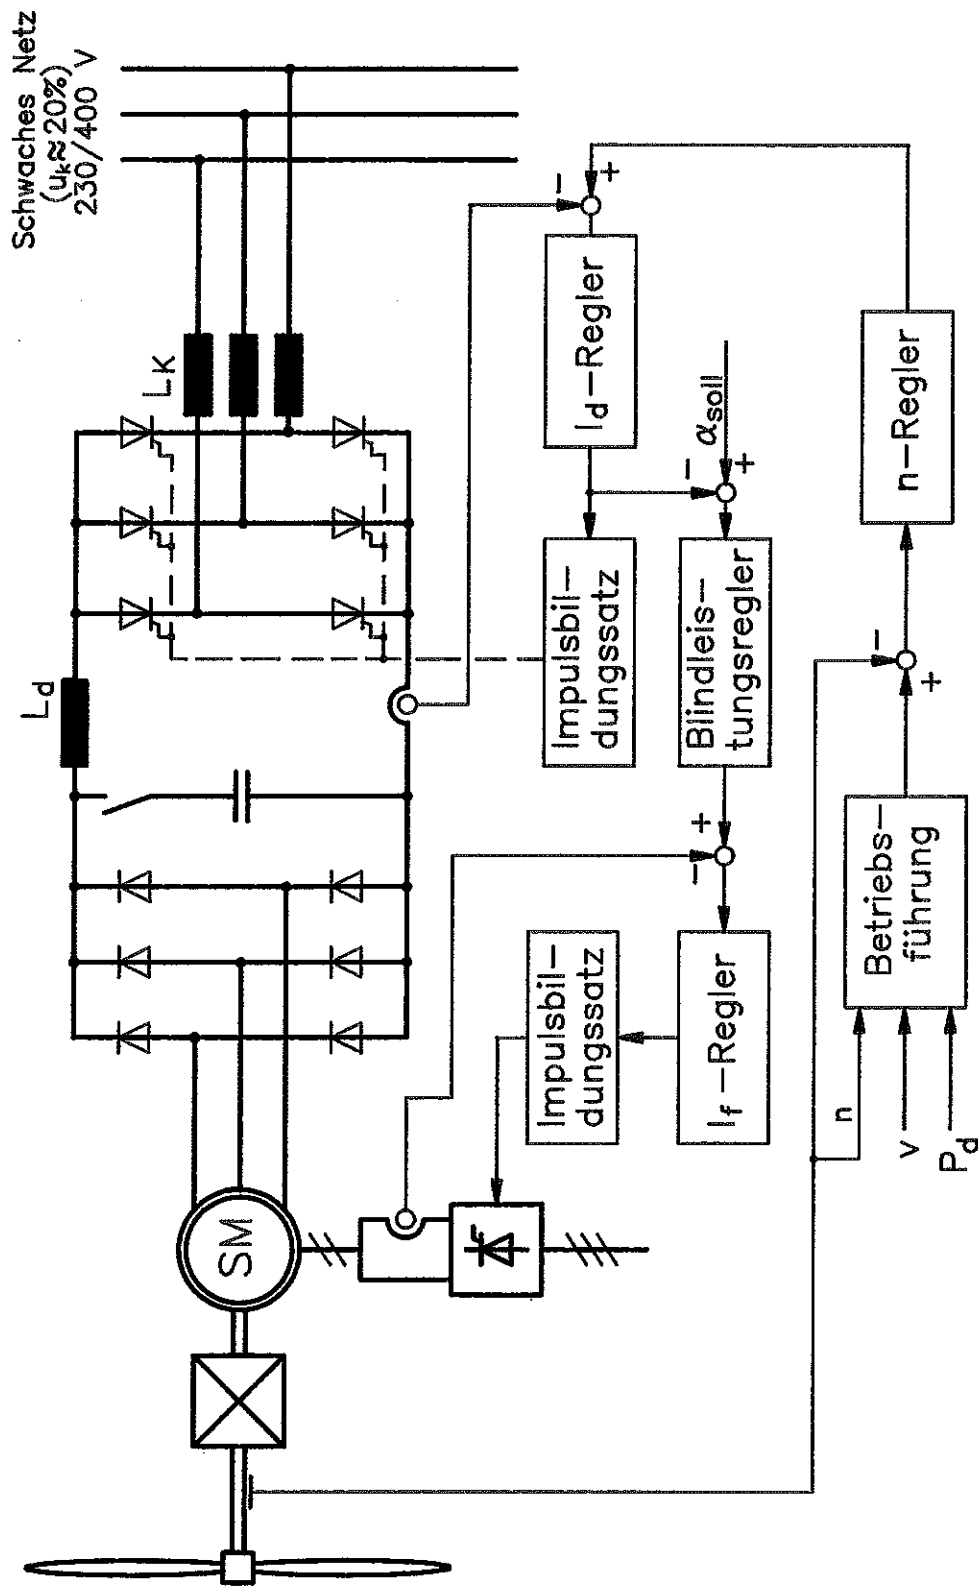 Schwaches Netz
(uk≈20%)
230/400 V
LK
Ld
SM
Id-Regler
αsoll
Impulsbil-
dungssatz
Blindleis-
tungsregler
Impulsbil-
dungssatz
If-Regler
n-Regler
Betriebs-
führung
n
v
Pd
+
-
-
+
+
-
-
+